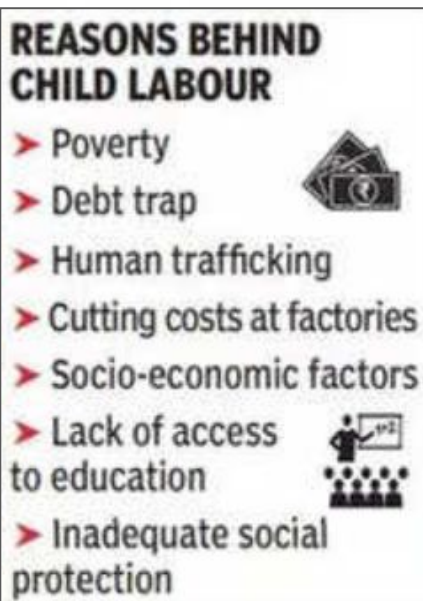 REASONS BEHIND
CHILD LABOUR
➤ Poverty
➤ Debt trap
➤ Human trafficking
➤ Cutting costs at factories
➤ Socio-economic factors
➤ Lack of access
to education
➤ Inadequate social
protection